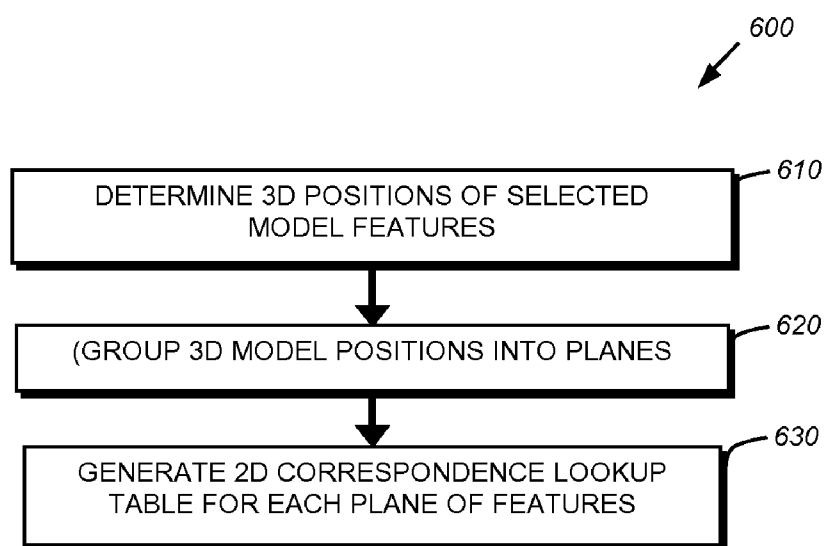 600
610
DETERMINE 3D POSITIONS OF SELECTED
MODEL FEATURES
620
(GROUP 3D MODEL POSITIONS INTO PLANES
630
GENERATE 2D CORRESPONDENCE LOOKUP
TABLE FOR EACH PLANE OF FEATURES